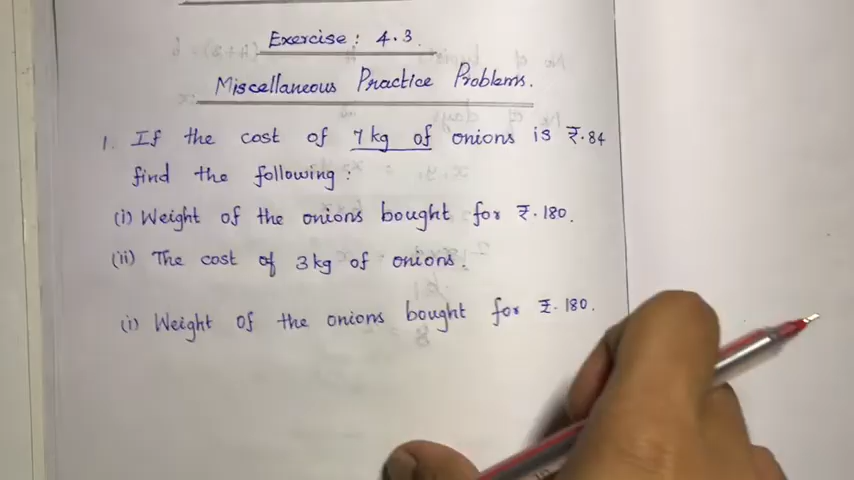 Exercise: 4.3.
Miscellaneous Practice Problems.
1. If the cost of 7 kg of onions is ₹.84
find the following:
(i) Weight of the onions bought for ₹.180.
(ii) The cost of 3 kg of onions.
(i) Weight of the onions bought for ₹.180.